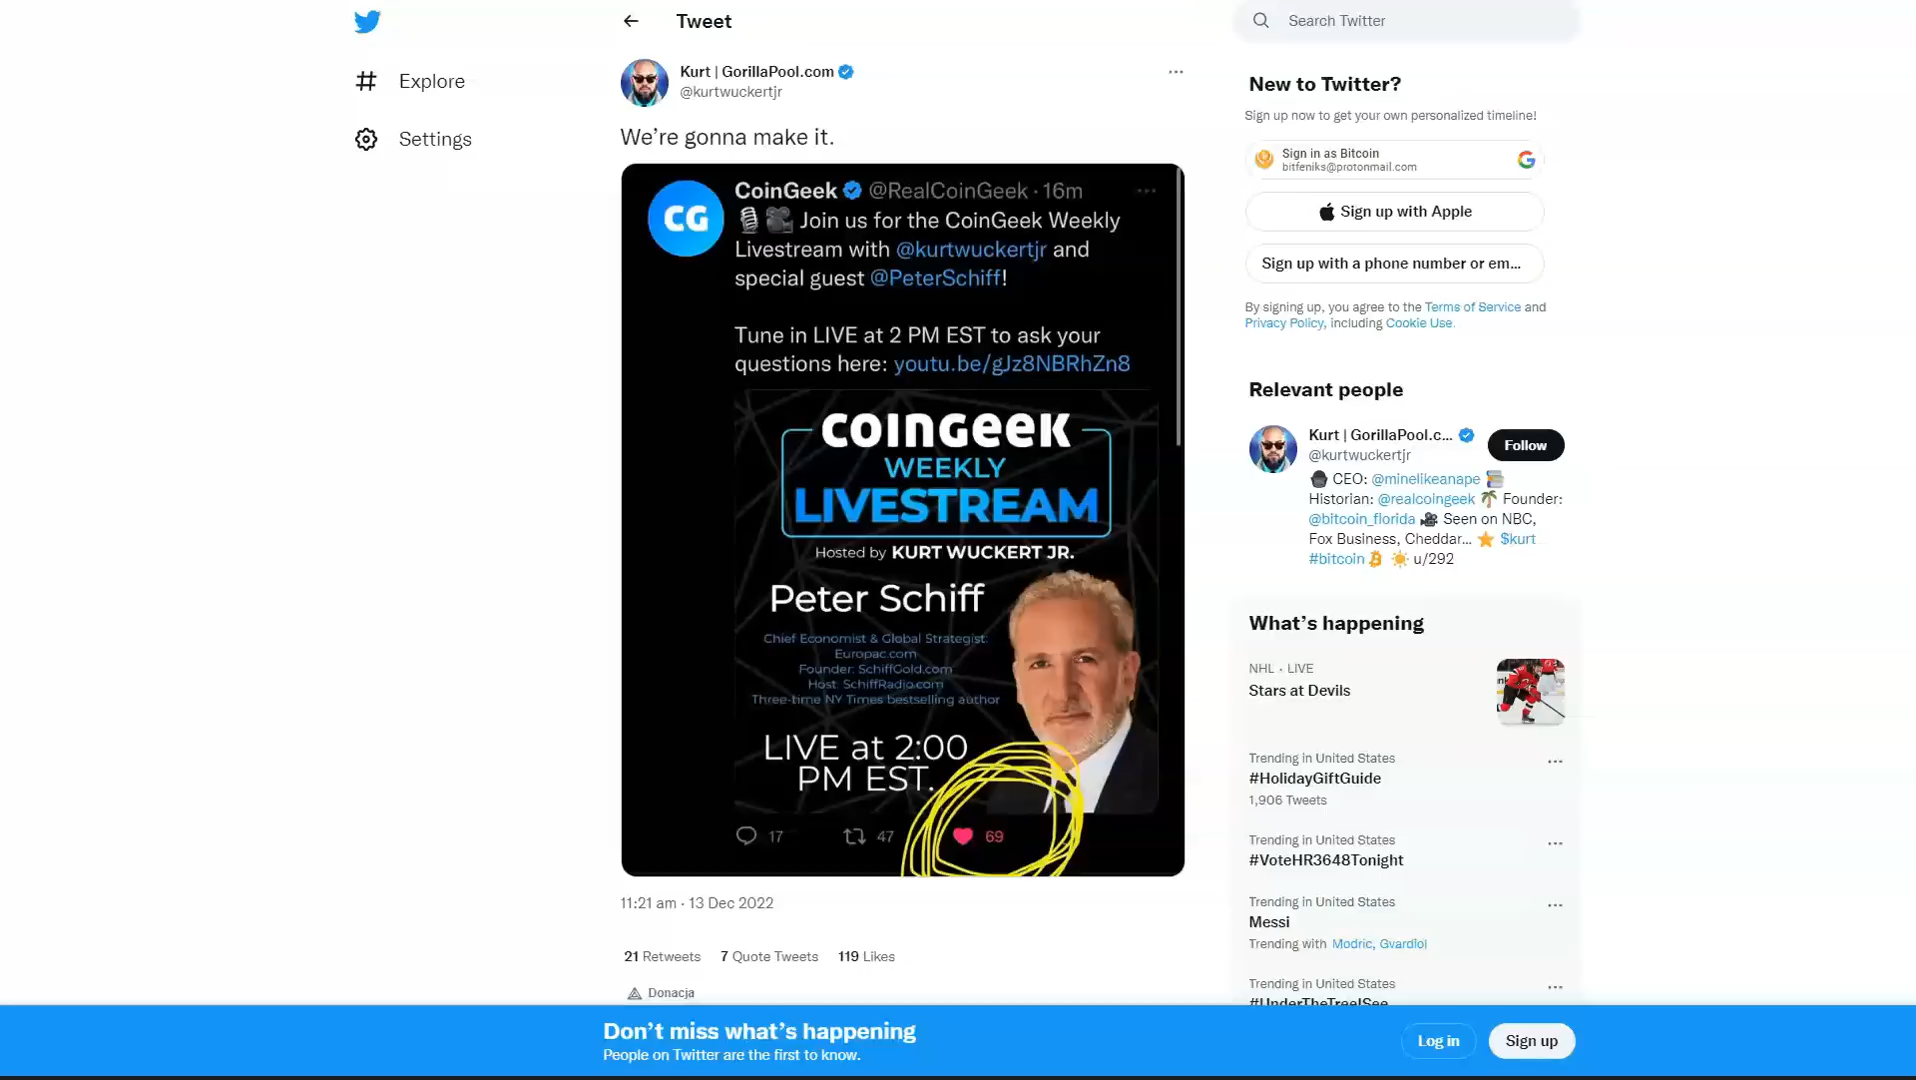 Explore
Settings
Tweet
Kurt | GorillaPool.com
@kurtwuckertjr
We’re gonna make it.
CG
CoinGeek @RealCoinGeek · 16m
Join us for the CoinGeek Weekly
Livestream with @kurtwuckertjr and
special guest @PeterSchiff!
Tune in LIVE at 2 PM EST to ask your
questions here: youtu.be/gJz8NBRhZn8
COINGEEK
WEEKLY
LIVESTREAM
Hosted by KURT WUCKERT JR.
Peter Schiff
Chief Economist & Global Strategist:
Europac.com
Founder: SchiffGold.com
Host: SchiffRadio.com
Three-time NY Times bestselling author
LIVE at 2:00
PM EST.
17 47 69
11:21 am · 13 Dec 2022
21 Retweets 7 Quote Tweets 119 Likes
Donacja
Search Twitter
New to Twitter?
Sign up now to get your own personalized timeline!
Sign in as Bitcoin
bitfeniks@protonmail.com
Sign up with Apple
Sign up with a phone number or em...
By signing up, you agree to the Terms of Service and
Privacy Policy, including Cookie Use.
Relevant people
Kurt | GorillaPool.c...
@kurtwuckertjr
Follow
CEO: @minelikeanape
Historian: @realcoingeek Founder:
@bitcoin_florida Seen on NBC,
Fox Business, Cheddar... $kurt
#bitcoin u/292
What’s happening
NHL · LIVE
Stars at Devils
Trending in United States
#HolidayGiftGuide
1,906 Tweets
Trending in United States
#VoteHR3648Tonight
Trending in United States
Messi
Trending with Modric, Gvardiol
Trending in United States
#UnderTheTreeISee
Don’t miss what’s happening
People on Twitter are the first to know.
Log in
Sign up